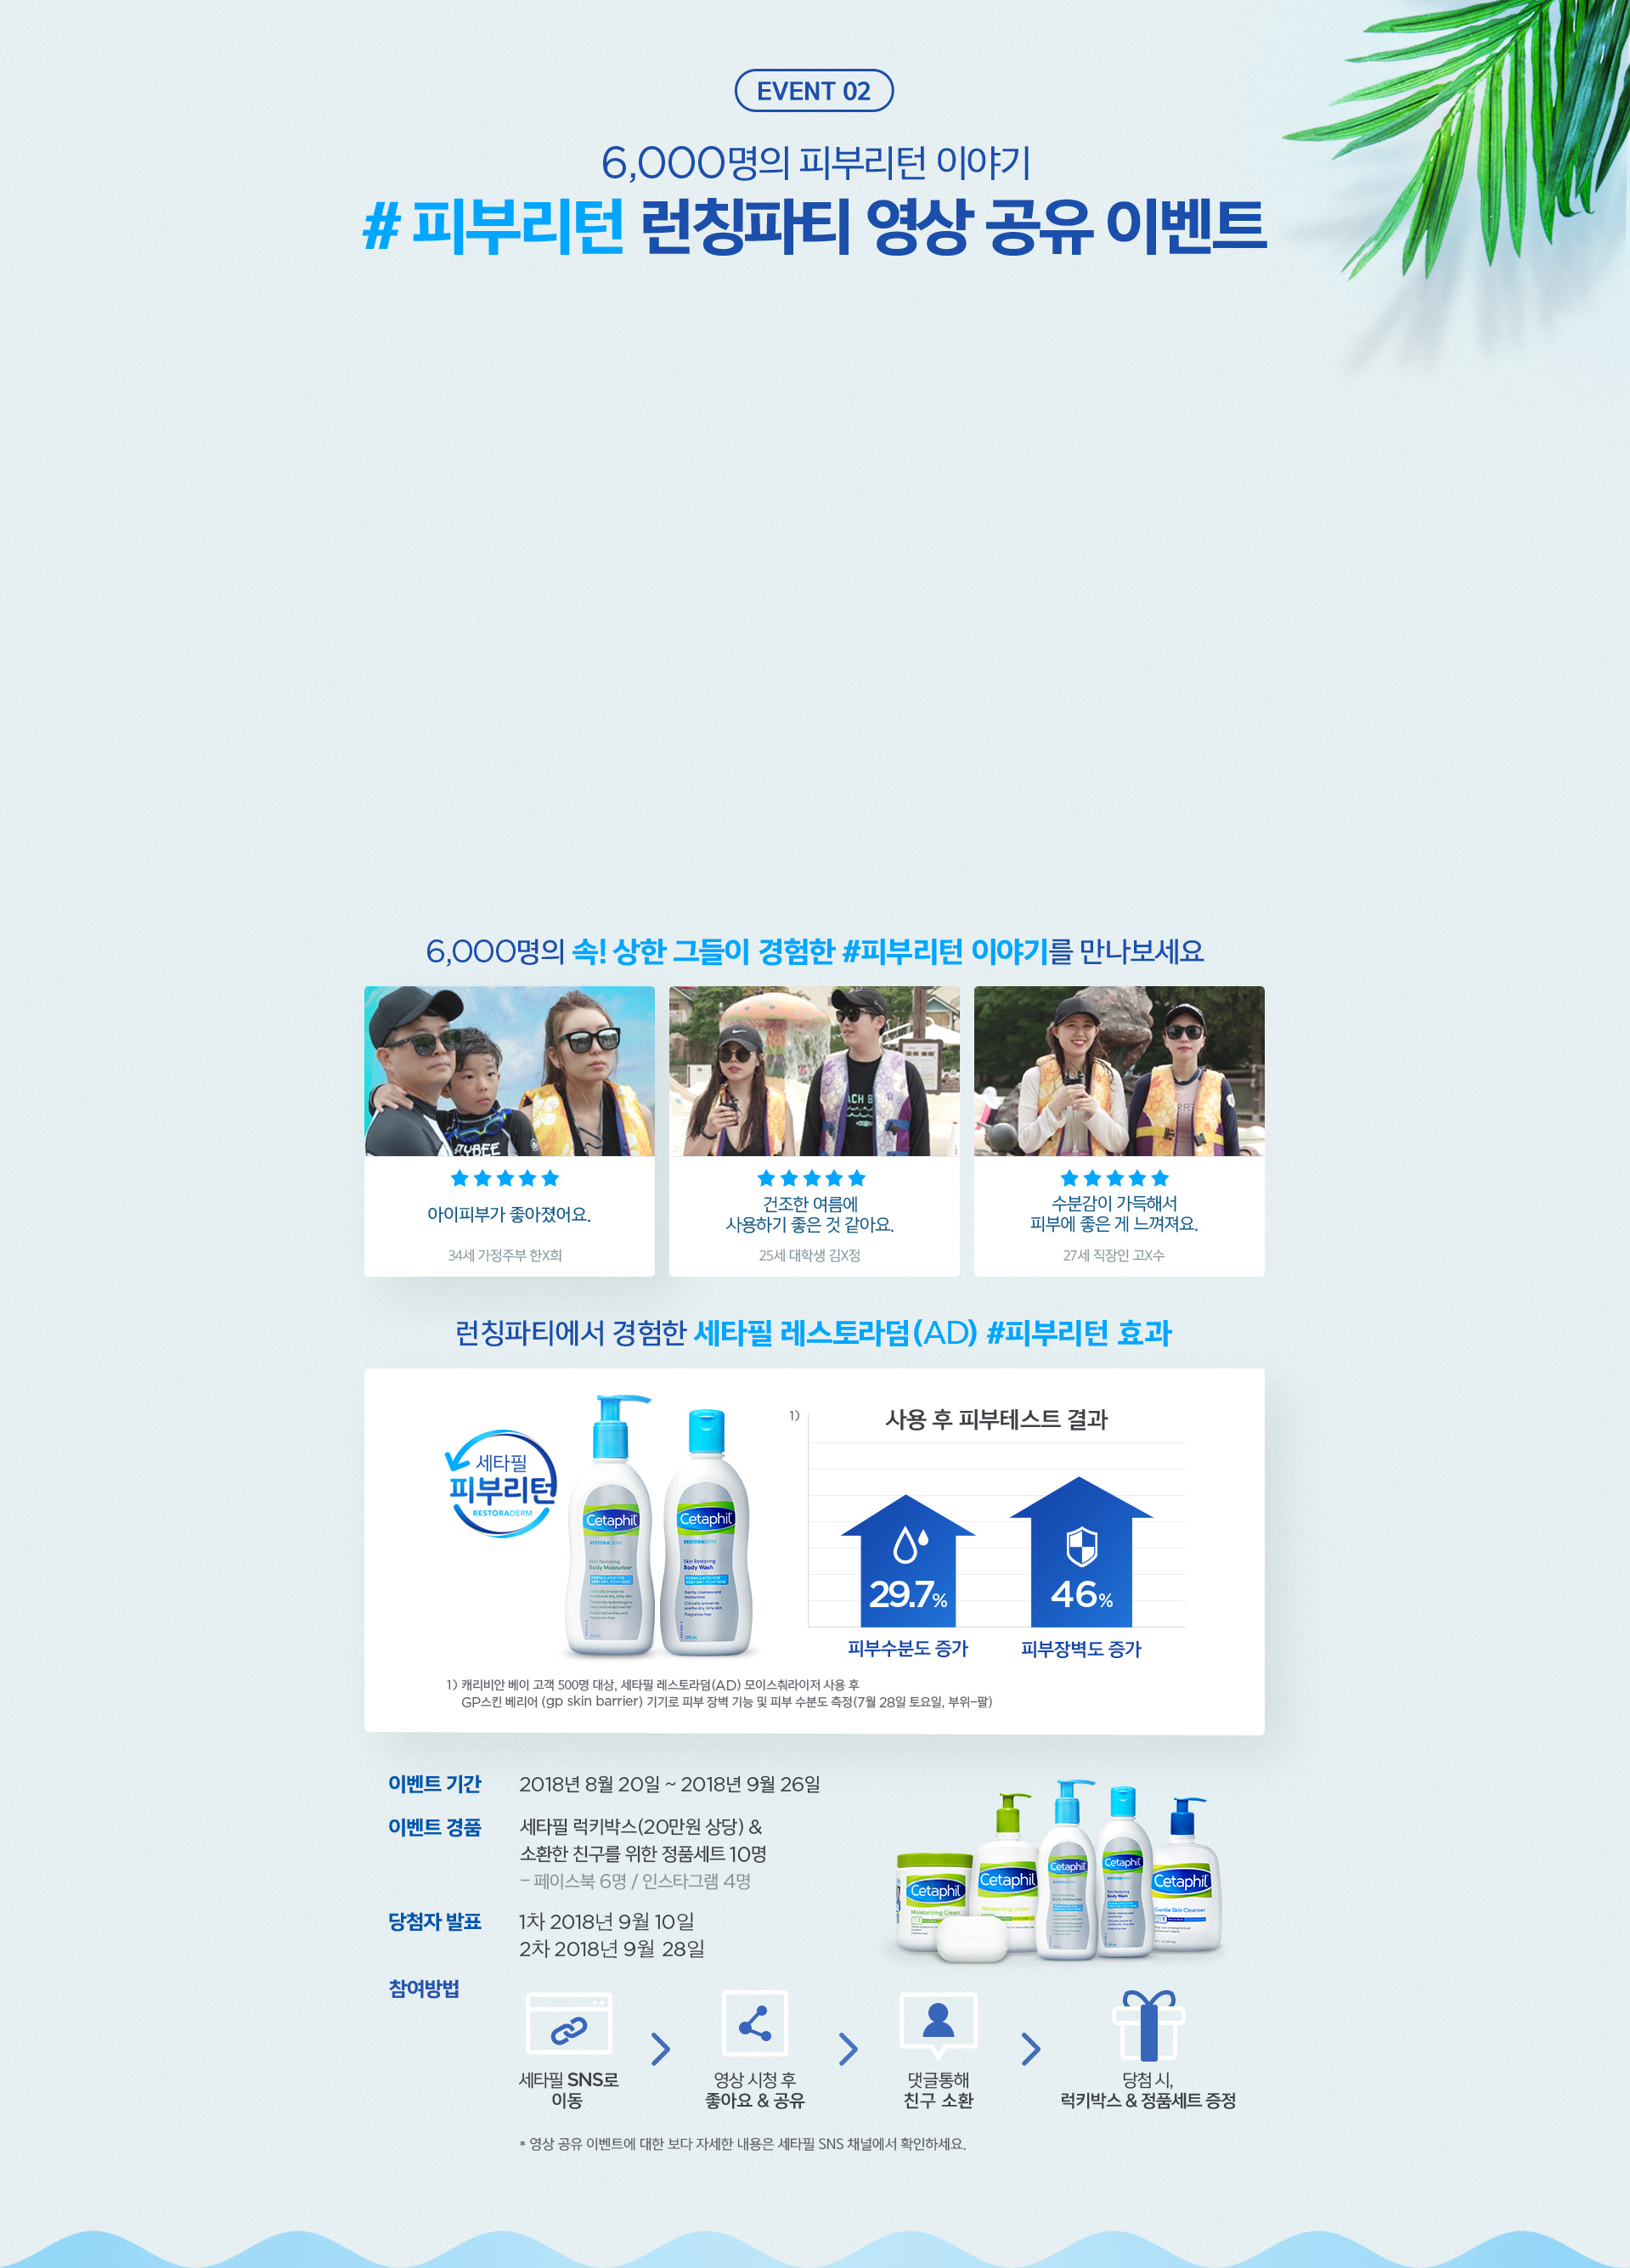 EVENT 02
6,000명의 피부리턴 이야기
# 피부리턴 런칭파티 영상 공유 이벤트
6,000명의 속! 상한 그들이 경험한 #피부리턴 이야기를 만나보세요
아이피부가 좋아졌어요.
34세 가정주부 한X희
건조한 여름에
사용하기 좋은 것 같아요.
25세 대학생 김X정
수분감이 가득해서
피부에 좋은 게 느껴져요.
27세 직장인 고X수
런칭파티에서 경험한 세타필 레스토라덤(AD) #피부리턴 효과
세타필
피부리턴
RESTORADERM
Cetaphil
RESTORADERM
Skin Restoring
Body Moisturizer
Cetaphil
RESTORADERM
Skin Restoring
Body Wash
1)
사용 후 피부테스트 결과
29.7%
46%
피부수분도 증가
피부장벽도 증가
1) 캐리비안 베이 고객 500명 대상, 세타필 레스토라덤(AD) 모이스춰라이저 사용 후
GP스킨 베리어 (gp skin barrier) 기기로 피부 장벽 기능 및 피부 수분도 측정(7월 28일 토요일, 부위-팔)
이벤트 기간
2018년 8월 20일 ~ 2018년 9월 26일
이벤트 경품
세타필 럭키박스(20만원 상당) &
소환한 친구를 위한 정품세트 10명
- 페이스북 6명 / 인스타그램 4명
당첨자 발표
1차 2018년 9월 10일
2차 2018년 9월 28일
Cetaphil
Moisturizing Cream
Cetaphil
Moisturizing Lotion
Cetaphil
Cetaphil
Cetaphil
Gentle Skin Cleanser
참여방법
세타필 SNS로
이동
영상 시청 후
좋아요 & 공유
댓글통해
친구 소환
당첨 시,
럭키박스 & 정품세트 증정
* 영상 공유 이벤트에 대한 보다 자세한 내용은 세타필 SNS 채널에서 확인하세요.